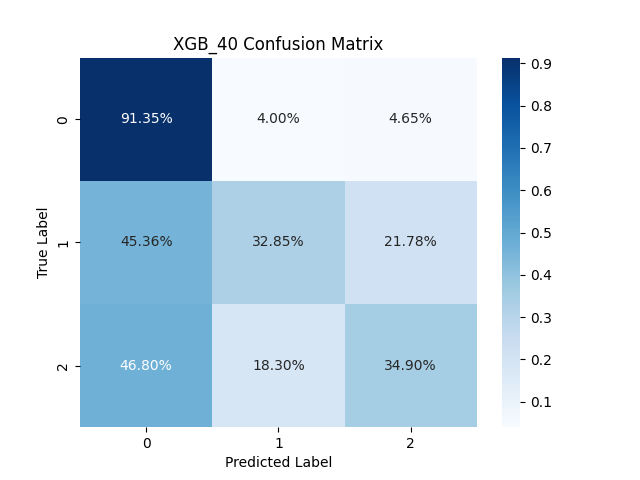 XGB_40 Confusion Matrix
0.9
0 91.35% 4.00% 4.65%
0.8
0.7
0.6
True Label
1 45.36% 32.85% 21.78%
0.5
0.4
0.3
2 46.80% 18.30% 34.90%
0.2
0.1
0 1 2
Predicted Label